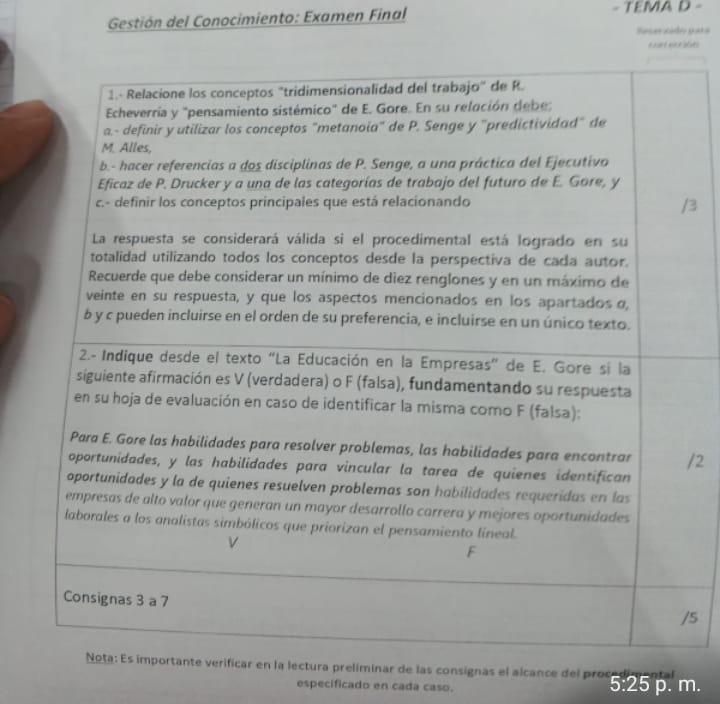 Gestión del Conocimiento: Examen Final
- TEMA D -
Reservado para
corrección
1.- Relacione los conceptos "tridimensionalidad del trabajo" de R.
Echeverría y "pensamiento sistémico" de E. Gore. En su relación debe:
a.- definir y utilizar los conceptos "metanoia" de P. Senge y "predictividad" de
M. Alles,
b.- hacer referencias a dos disciplinas de P. Senge, a una práctica del Ejecutivo
Eficaz de P. Drucker y a una de las categorías de trabajo del futuro de E. Gore, y
c.- definir los conceptos principales que está relacionando
/3
La respuesta se considerará válida si el procedimental está logrado en su
totalidad utilizando todos los conceptos desde la perspectiva de cada autor.
Recuerde que debe considerar un mínimo de diez renglones y en un máximo de
veinte en su respuesta, y que los aspectos mencionados en los apartados a,
b y c pueden incluirse en el orden de su preferencia, e incluirse en un único texto.
2.- Indique desde el texto "La Educación en la Empresas" de E. Gore si la
siguiente afirmación es V (verdadera) o F (falsa), fundamentando su respuesta
en su hoja de evaluación en caso de identificar la misma como F (falsa):
Para E. Gore las habilidades para resolver problemas, las habilidades para encontrar
oportunidades, y las habilidades para vincular la tarea de quienes identifican
oportunidades y la de quienes resuelven problemas son habilidades requeridas en las
empresas de alto valor que generan un mayor desarrollo carrera y mejores oportunidades
laborales a los analistas simbólicos que priorizan el pensamiento lineal.
/2
V F
Consignas 3 a 7
/5
Nota: Es importante verificar en la lectura preliminar de las consignas el alcance del procedimental
especificado en cada caso.
5:25 p. m.